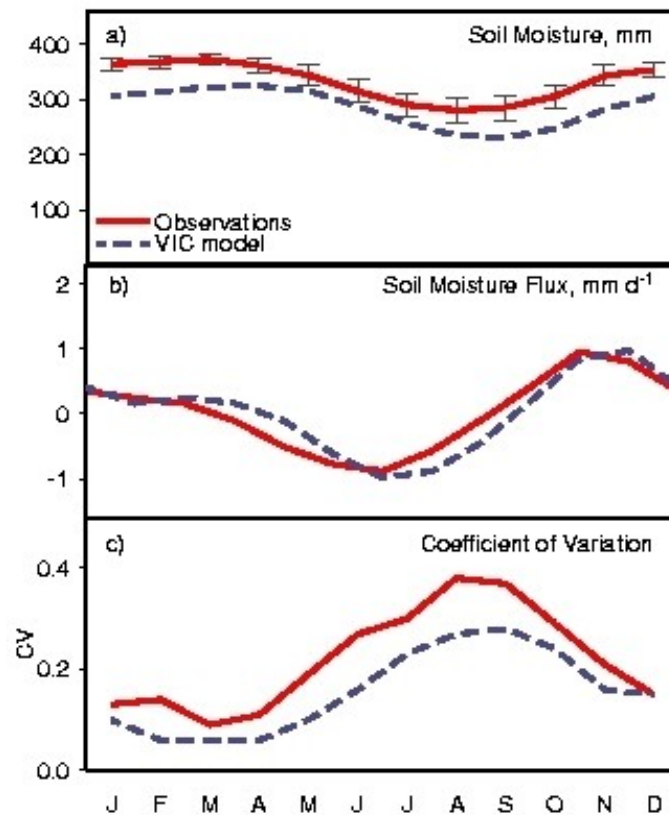 a) Soil Moisture, mm
400
300
200
100
Observations
VIC model
b) Soil Moisture Flux, mm d-1
2
1
0
-1
c) Coefficient of Variation
0.4
0.2
0.0
CV
J F M A M J J A S O N D